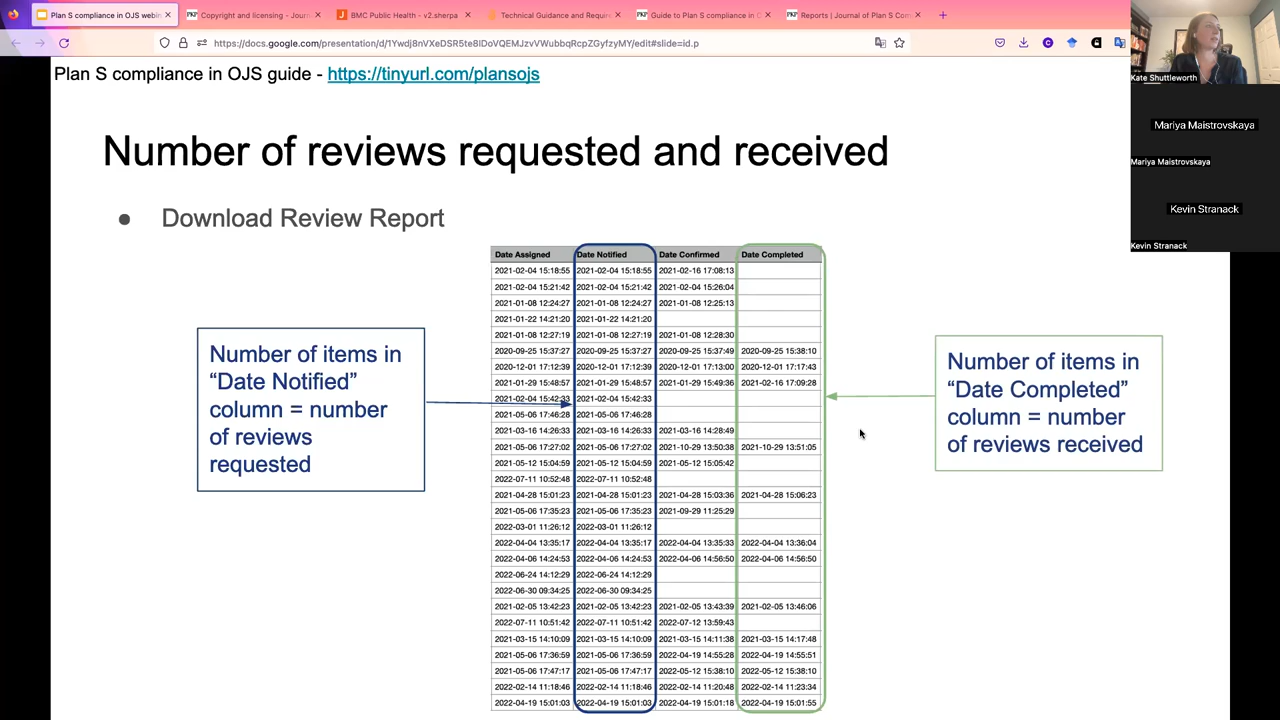 Plan S compliance in OJS webin
Copyright and licensing - Journ
BMC Public Health - v2.sherpa
Technical Guidance and Require
Guide to Plan S compliance in O
Reports | Journal of Plan S Com
https://docs.google.com/presentation/d/1Ywdj8nVXeDSR5te8IDoVQEMJzvVWubbqRcpZGyfzyMY/edit#slide=id.p
Plan S compliance in OJS guide - https://tinyurl.com/plansojs
Kate Shuttleworth
Mariya Maistrovskaya
Mariya Maistrovskaya
Kevin Stranack
Kevin Stranack
Number of reviews requested and received
● Download Review Report
Number of items in
“Date Notified”
column = number
of reviews
requested
Date Assigned Date Notified Date Confirmed Date Completed
2021-02-04 15:18:55 2021-02-04 15:18:55 2021-02-16 17:08:13
2021-02-04 15:21:42 2021-02-04 15:21:42 2021-02-04 15:26:04
2021-01-08 12:24:27 2021-01-08 12:24:27 2021-01-08 12:25:13
2021-01-22 14:21:20 2021-01-22 14:21:20
2021-01-08 12:27:19 2021-01-08 12:27:19 2021-01-08 12:28:30
2020-09-25 15:37:27 2020-09-25 15:37:27 2020-09-25 15:37:49 2020-09-25 15:38:10
2020-12-01 17:12:39 2020-12-01 17:12:39 2020-12-01 17:13:00 2020-12-01 17:17:43
2021-01-29 15:48:57 2021-01-29 15:48:57 2021-01-29 15:49:36 2021-02-16 17:09:28
2021-02-04 15:42:33 2021-02-04 15:42:33
2021-05-06 17:46:28 2021-05-06 17:46:28
2021-03-16 14:26:33 2021-03-16 14:26:33 2021-03-16 14:28:49
2021-05-06 17:27:02 2021-05-06 17:27:02 2021-10-29 13:50:38 2021-10-29 13:51:05
2021-05-12 15:04:59 2021-05-12 15:04:59 2021-05-12 15:05:42
2022-07-11 10:52:48 2022-07-11 10:52:48
2021-04-28 15:01:23 2021-04-28 15:01:23 2021-04-28 15:03:36 2021-04-28 15:06:23
2021-05-06 17:35:23 2021-05-06 17:35:23 2021-09-29 11:25:29
2022-03-01 11:26:12 2022-03-01 11:26:12
2022-04-04 13:35:17 2022-04-04 13:35:17 2022-04-04 13:35:33 2022-04-04 13:36:04
2022-04-06 14:24:53 2022-04-06 14:24:53 2022-04-06 14:56:50 2022-04-06 14:56:50
2022-06-24 14:12:29 2022-06-24 14:12:29
2022-06-30 09:34:25 2022-06-30 09:34:25
2021-02-05 13:42:23 2021-02-05 13:42:23 2021-02-05 13:43:39 2021-02-05 13:46:06
2022-07-11 10:51:42 2022-07-11 10:51:42 2022-07-12 13:59:43
2021-03-15 14:10:09 2021-03-15 14:10:09 2021-03-15 14:11:38 2021-03-15 14:17:48
2021-05-06 17:36:59 2021-05-06 17:36:59 2022-04-19 14:55:28 2022-04-19 14:55:51
2021-05-06 17:47:17 2021-05-06 17:47:17 2022-05-12 15:38:10 2022-05-12 15:38:10
2022-02-14 11:18:46 2022-02-14 11:18:46 2022-02-14 11:20:48 2022-02-14 11:23:34
2022-04-19 15:01:03 2022-04-19 15:01:03 2022-04-19 15:01:18 2022-04-19 15:01:55
Number of items in
“Date Completed”
column = number
of reviews received